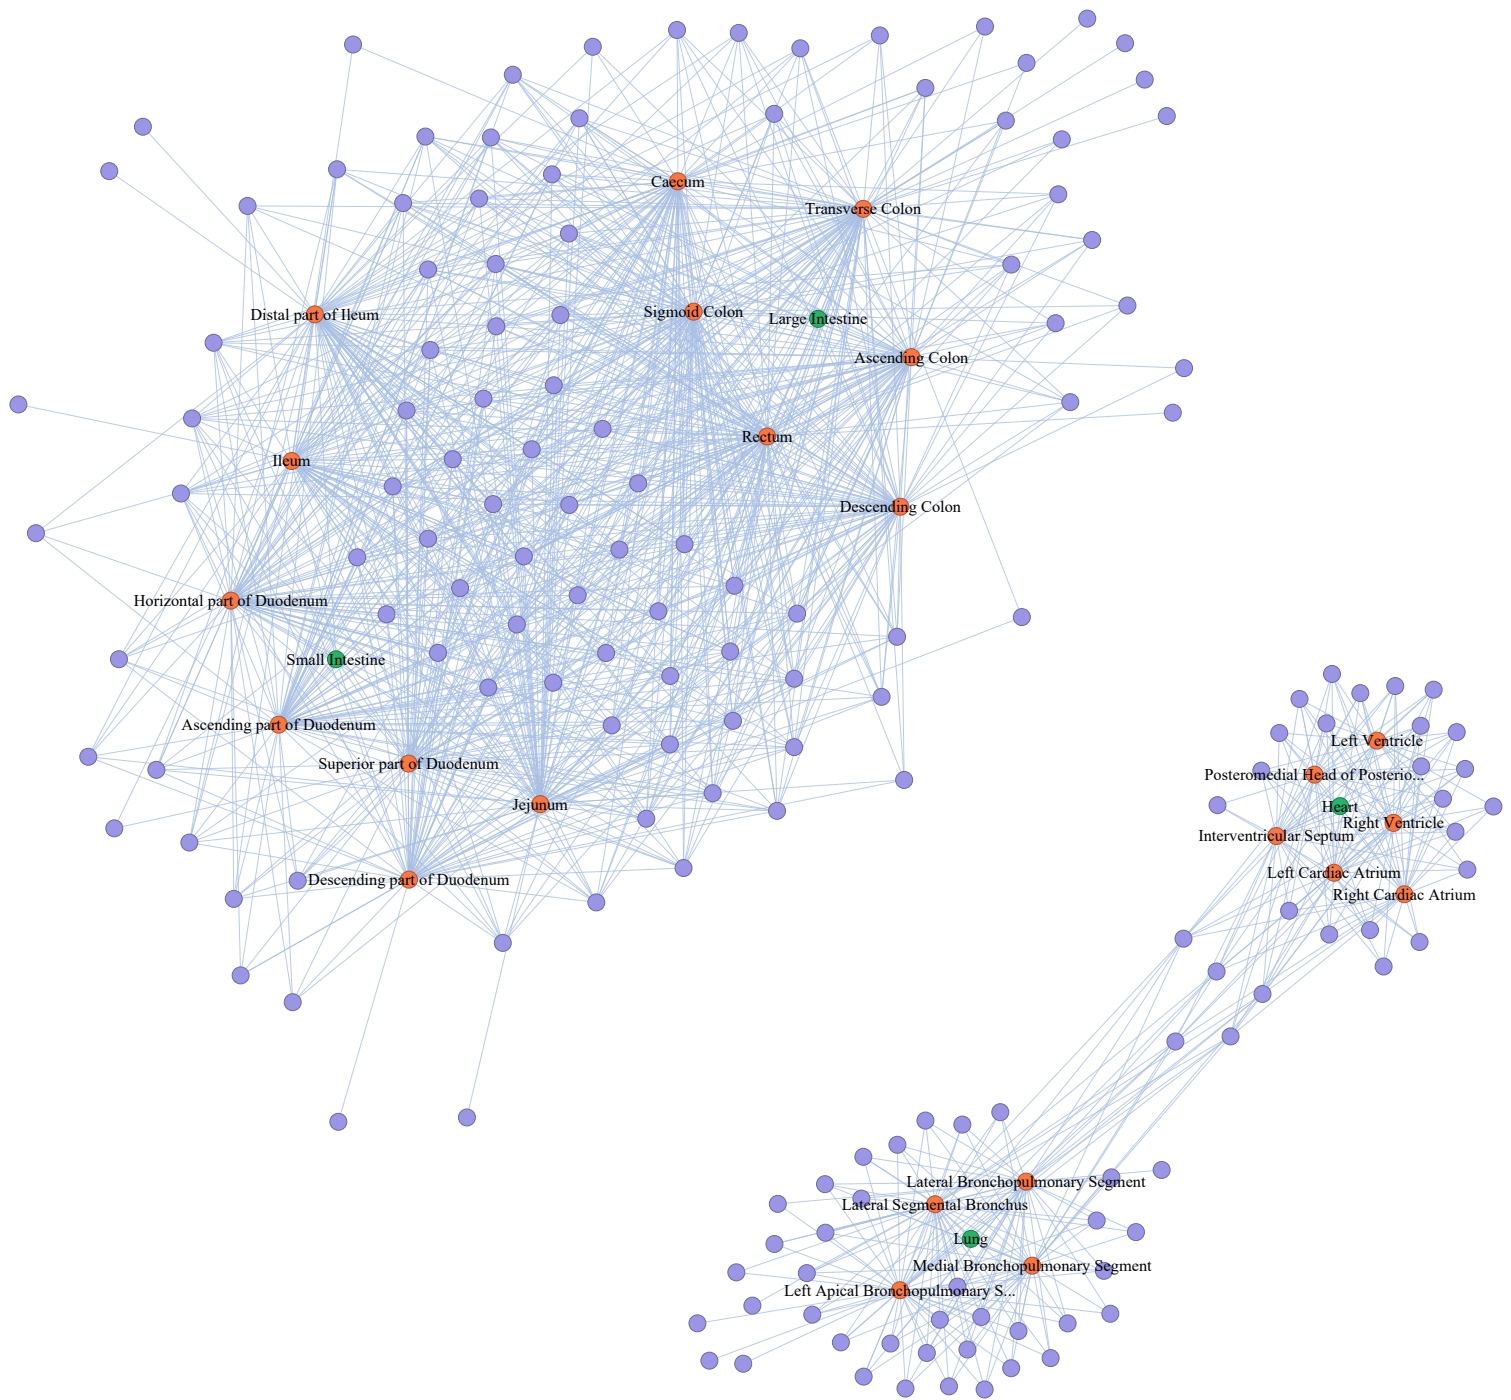 Caecum
Transverse Colon
Distal part of Ileum
Sigmoid Colon
Large Intestine
Ascending Colon
Rectum
Ileum
Descending Colon
Horizontal part of Duodenum
Small Intestine
Ascending part of Duodenum
Superior part of Duodenum
Jejunum
Descending part of Duodenum
Left Ventricle
Posteromedial Head of Posterio...
Heart
Right Ventricle
Interventricular Septum
Left Cardiac Atrium
Right Cardiac Atrium
Lateral Bronchopulmonary Segment
Lateral Segmental Bronchus
Lung
Medial Bronchopulmonary Segment
Left Apical Bronchopulmonary S...